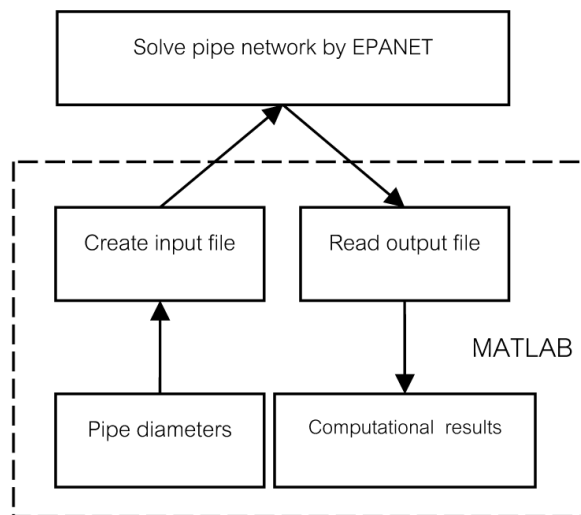 Solve pipe network by EPANET
Create input file
Read output file
MATLAB
Pipe diameters
Computational results